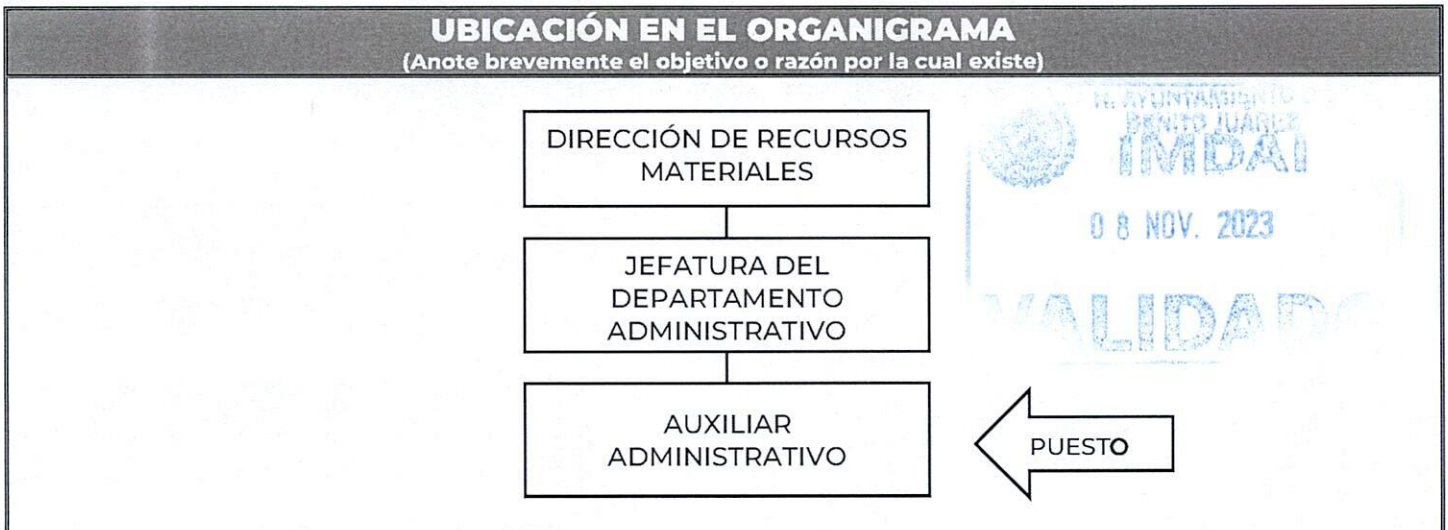 UBICACIÓN EN EL ORGANIGRAMA
(Anote brevemente el objetivo o razón por la cual existe)
H. AYUNTAMIENTO
BENITO JUÁREZ
IMDAI
08 NOV. 2023
VALIDADO
DIRECCIÓN DE RECURSOS
MATERIALES
JEFATURA DEL
DEPARTAMENTO
ADMINISTRATIVO
AUXILIAR
ADMINISTRATIVO
PUESTO